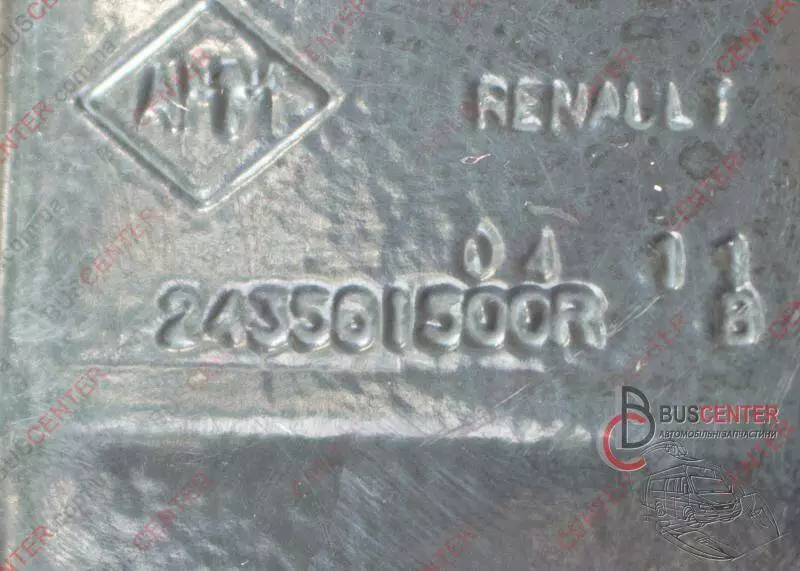 RENAULT
04 11
243561500R B
BUSCENTER
АВТОМОБІЛЬНІ ЗАПЧАСТИНИ